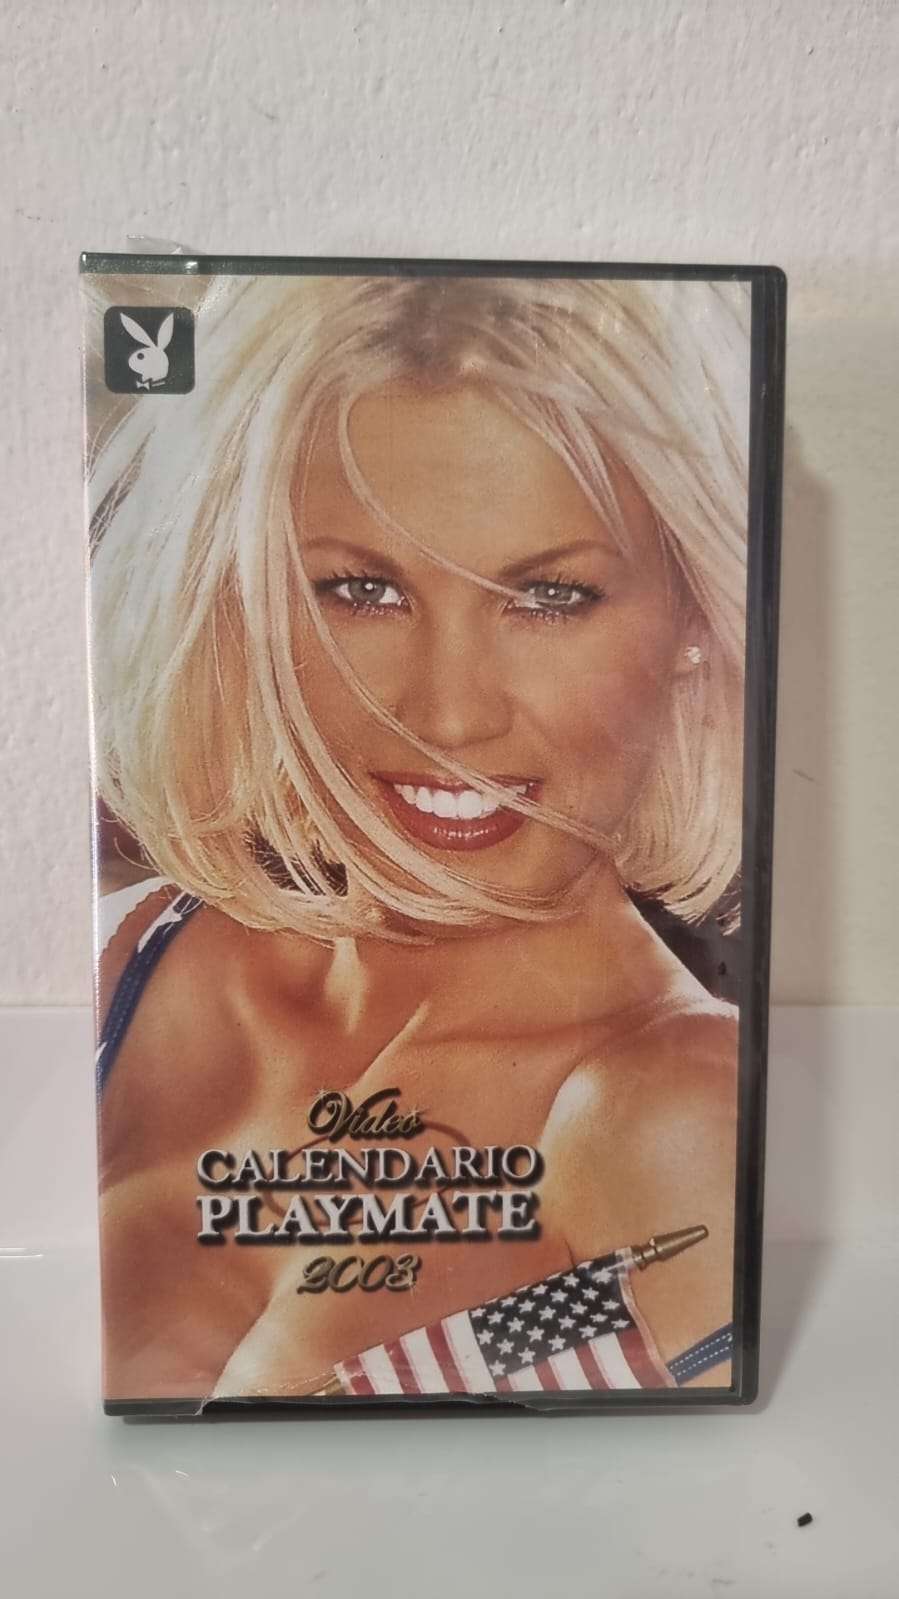 Video
CALENDARIO
PLAYMATE
2003